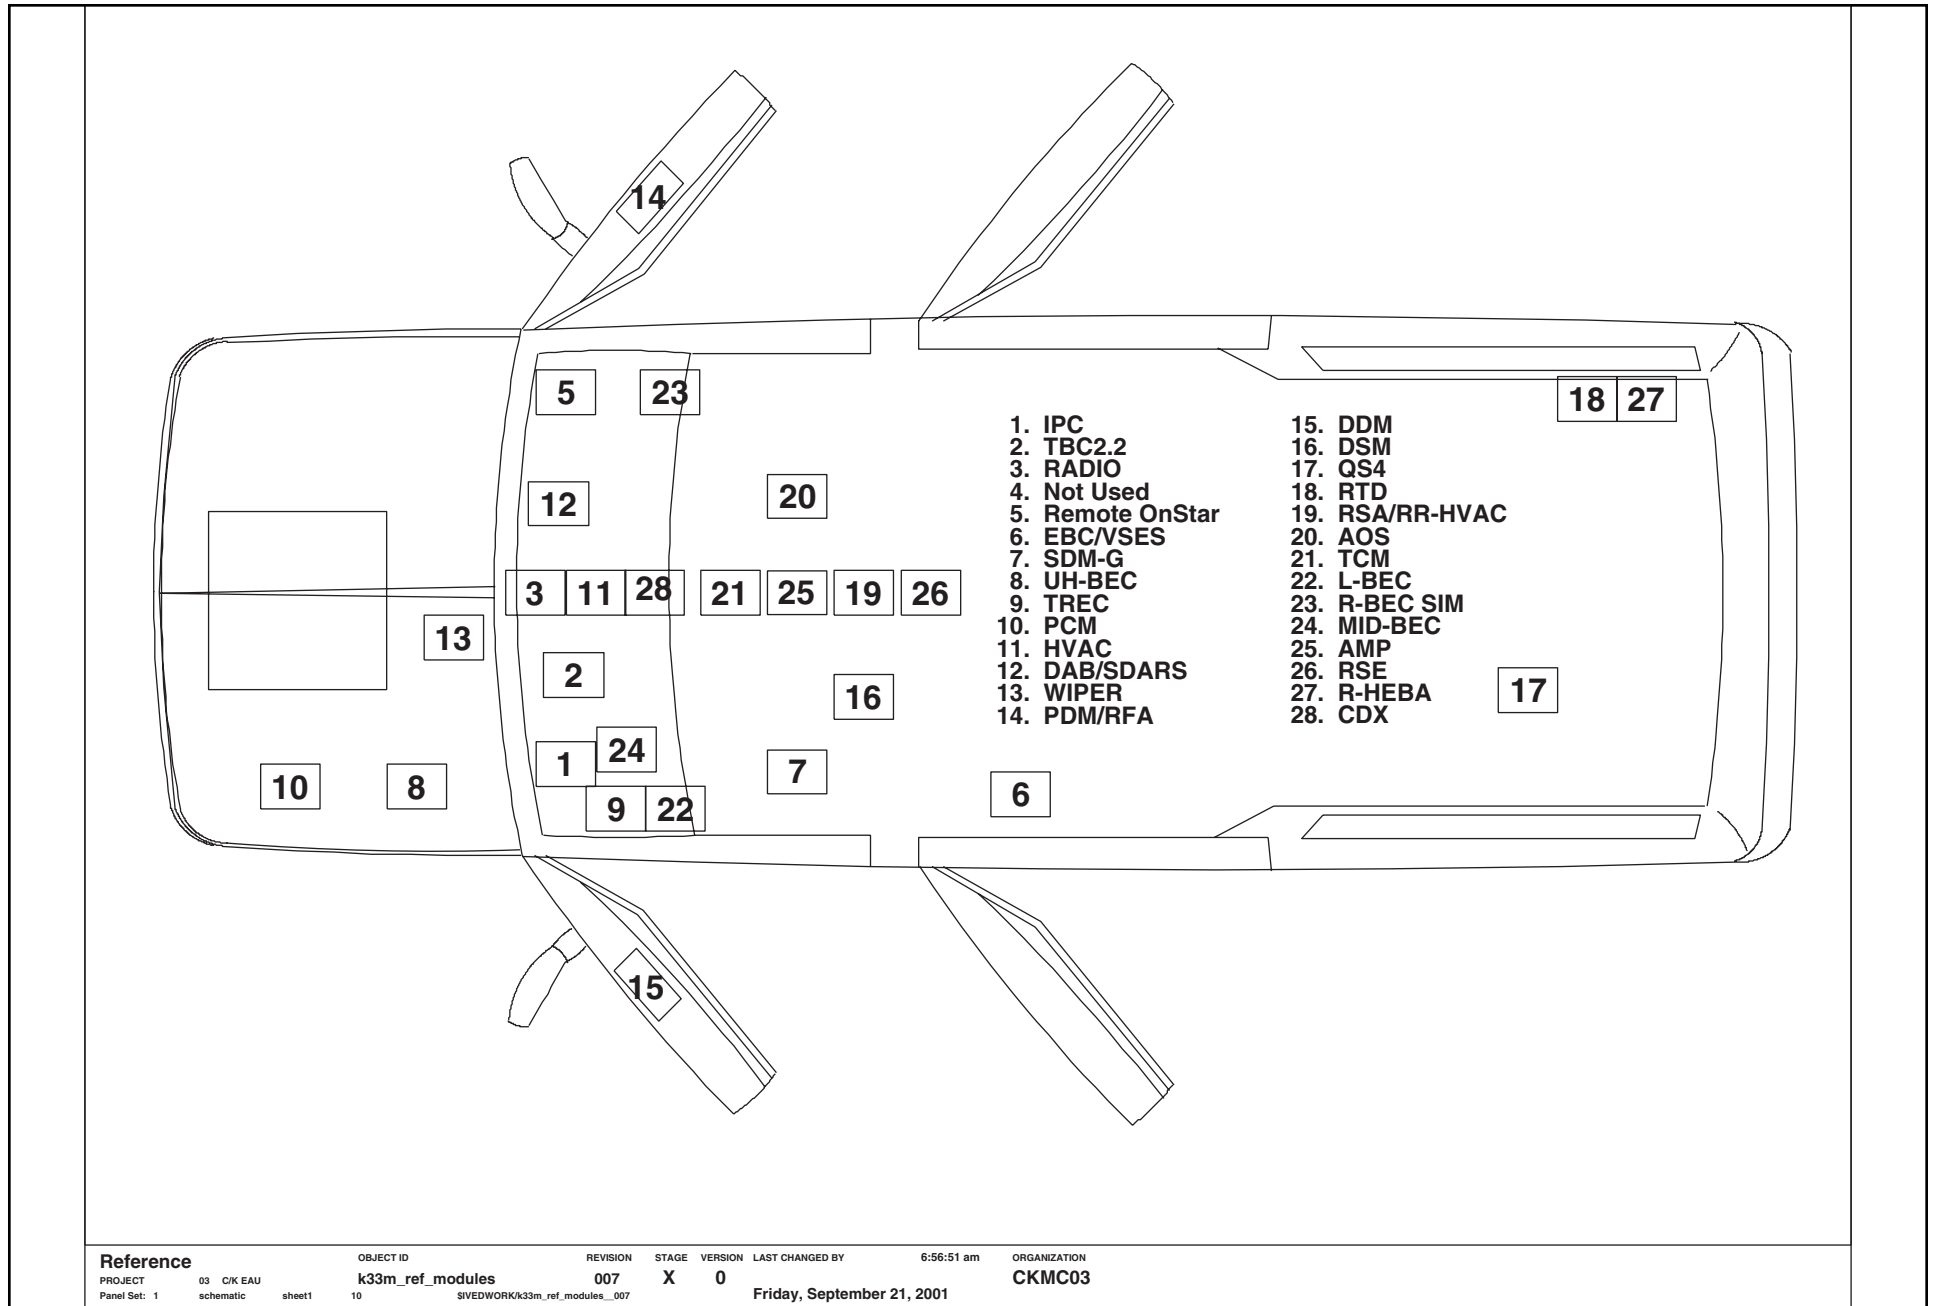 14
5
23
18
27
12
20
3
11
28
21
25
19
26
13
2
16
17
1
24
7
10
8
6
9
22
15
1. IPC
2. TBC2.2
3. RADIO
4. Not Used
5. Remote OnStar
6. EBC/VSES
7. SDM-G
8. UH-BEC
9. TREC
10. PCM
11. HVAC
12. DAB/SDARS
13. WIPER
14. PDM/RFA
15. DDM
16. DSM
17. QS4
18. RTD
19. RSA/RR-HVAC
20. AOS
21. TCM
22. L-BEC
23. R-BEC SIM
24. MID-BEC
25. AMP
26. RSE
27. R-HEBA
28. CDX
Reference OBJECT ID REVISION STAGE VERSION LAST CHANGED BY 6:56:51 am ORGANIZATION
PROJECT 03 C/K EAU k33m_ref_modules 007 X 0 CKMC03
Panel Set: 1 schematic sheet1 10 $IVEDWORK/k33m_ref_modules__007 Friday, September 21, 2001